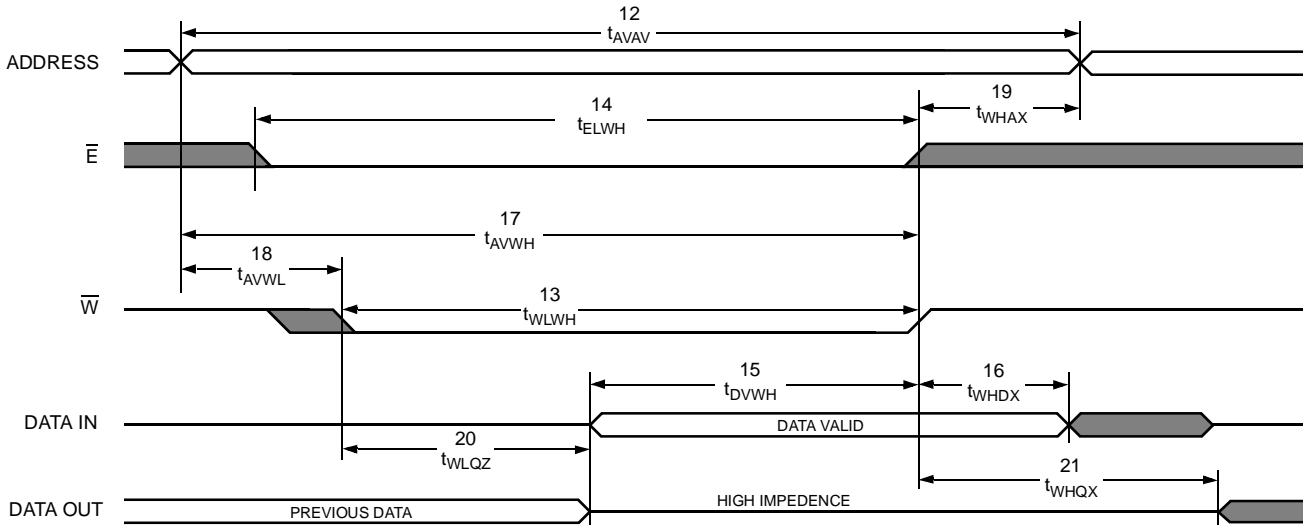 12
tAVAV
ADDRESS
19
tWHAX
14
tELWH
E
17
tAVWH
18
tAVWL
W
13
tWLWH
15
tDVWH
16
tWHDX
DATA IN
DATA VALID
20
tWLQZ
21
tWHQX
DATA OUT
PREVIOUS DATA
HIGH IMPEDENCE